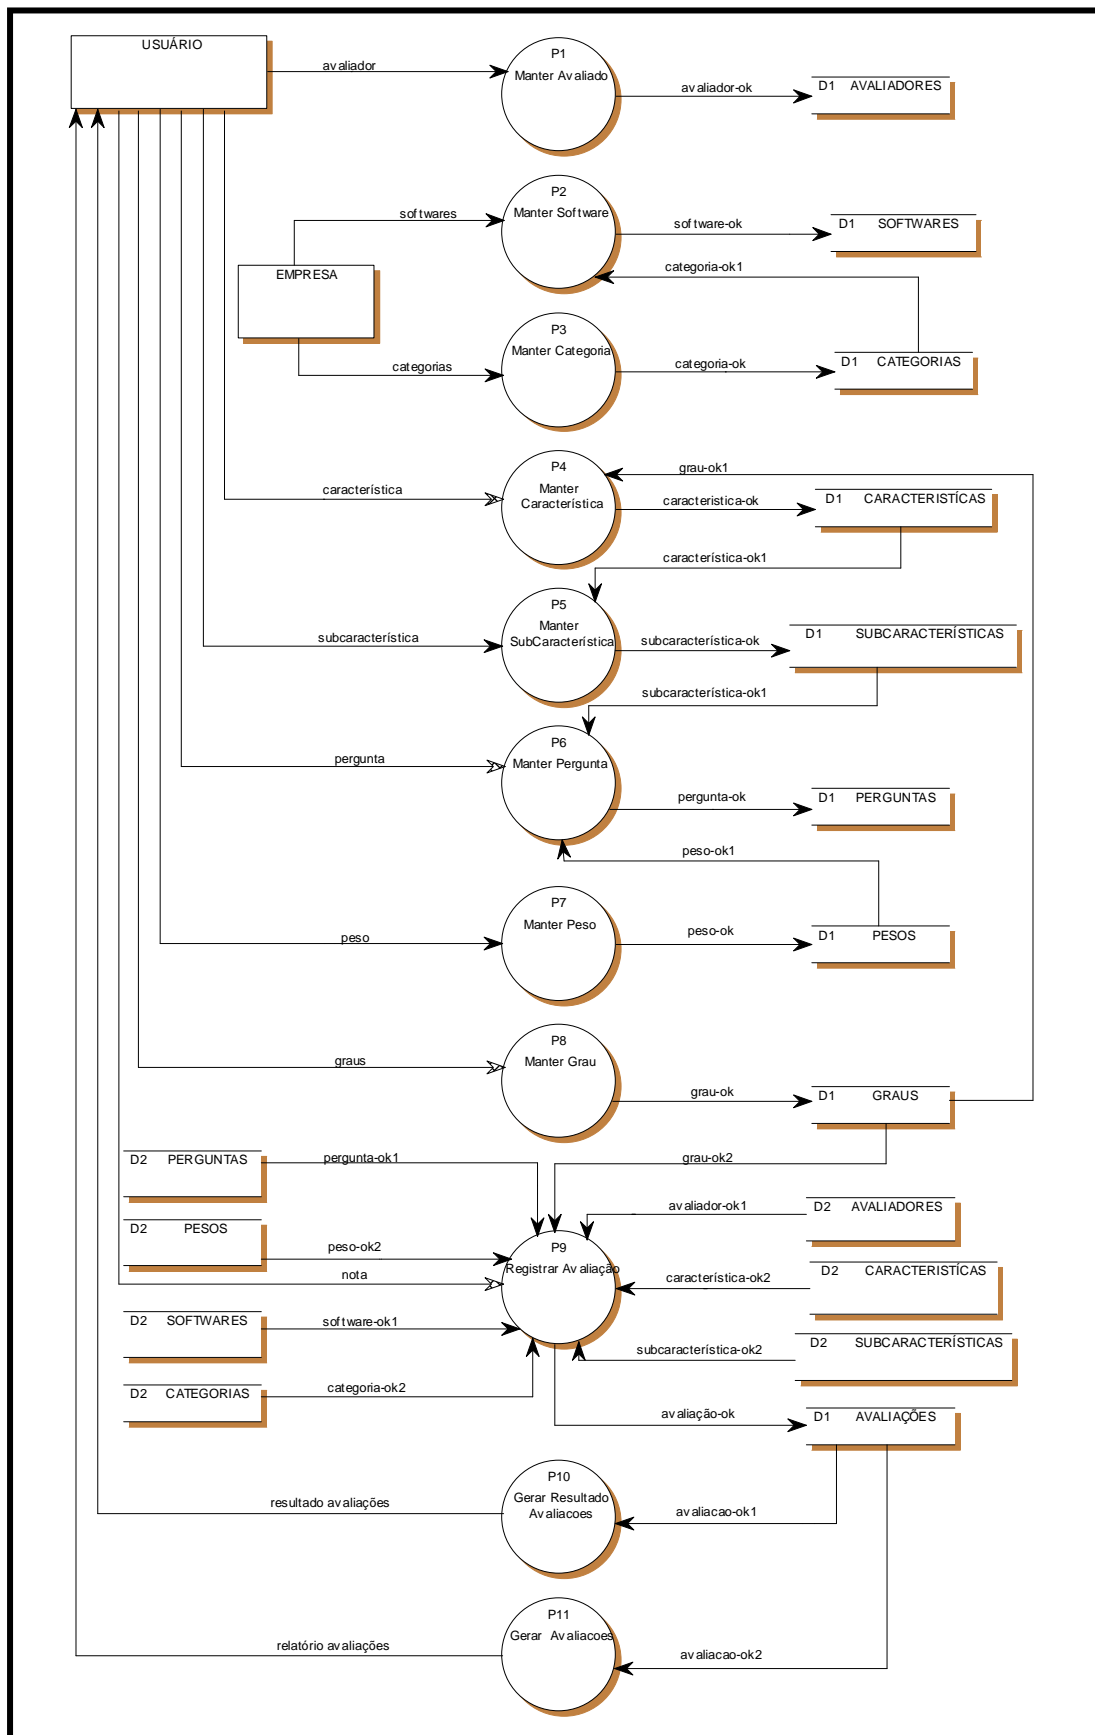 USUÁRIO
avaliador
P1
Manter Avaliado
avaliador-ok
D1 AVALIADORES
P2
Manter Software
softwares
software-ok
D1 SOFTWARES
EMPRESA
categoria-ok1
P3
Manter Categoria
categorias
categoria-ok
D1 CATEGORIAS
P4
Manter
Característica
característica
grau-ok1
caracteristica-ok
D1 CARACTERISTÍCAS
característica-ok1
P5
Manter
SubCaracterística
subcaracterística
subcaracterística-ok
D1 SUBCARACTERÍSTICAS
subcaracterística-ok1
P6
Manter Pergunta
pergunta
pergunta-ok
D1 PERGUNTAS
peso-ok1
P7
Manter Peso
peso
peso-ok
D1 PESOS
P8
Manter Grau
graus
grau-ok
D1 GRAUS
D2 PERGUNTAS
pergunta-ok1
grau-ok2
avaliador-ok1
D2 AVALIADORES
D2 PESOS
peso-ok2
P9
Registrar Avaliação
nota
característica-ok2
D2 CARACTERISTÍCAS
D2 SOFTWARES
software-ok1
subcaracterística-ok2
D2 SUBCARACTERÍSTICAS
D2 CATEGORIAS
categoria-ok2
avaliação-ok
D1 AVALIAÇÕES
P10
Gerar Resultado
Avaliacoes
resultado avaliações
avaliacao-ok1
P11
Gerar Avaliacoes
relatório avaliações
avaliacao-ok2